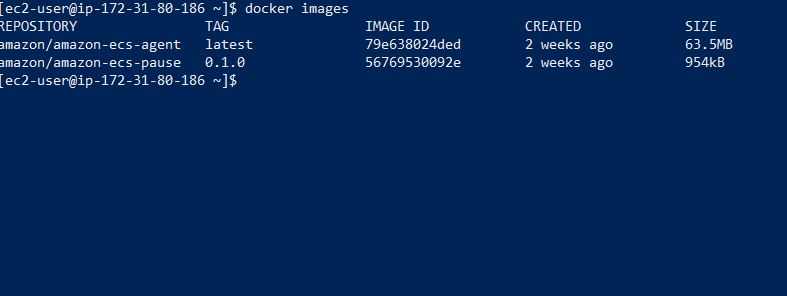 [ec2-user@ip-172-31-80-186 ~]$ docker images
REPOSITORY TAG IMAGE ID CREATED SIZE
amazon/amazon-ecs-agent latest 79e638024ded 2 weeks ago 63.5MB
amazon/amazon-ecs-pause 0.1.0 56769530092e 2 weeks ago 954kB
[ec2-user@ip-172-31-80-186 ~]$